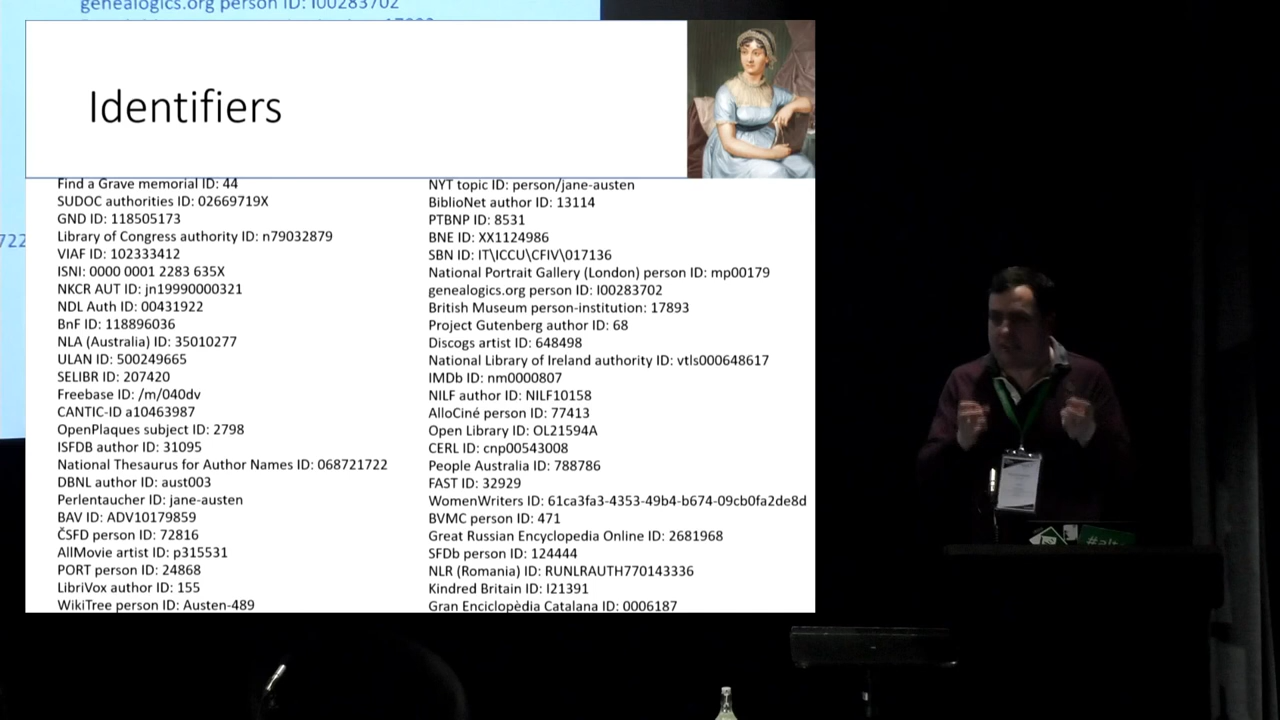 genealogics.org person ID: I00283702
722
Identifiers
Find a Grave memorial ID: 44
SUDOC authorities ID: 02669719X
GND ID: 118505173
Library of Congress authority ID: n79032879
VIAF ID: 102333412
ISNI: 0000 0001 2283 635X
NKCR AUT ID: jn19990000321
NDL Auth ID: 00431922
BnF ID: 118896036
NLA (Australia) ID: 35010277
ULAN ID: 500249665
SELIBR ID: 207420
Freebase ID: /m/040dv
CANTIC-ID a10463987
OpenPlaques subject ID: 2798
ISFDB author ID: 31095
National Thesaurus for Author Names ID: 068721722
DBNL author ID: aust003
Perlentaucher ID: jane-austen
BAV ID: ADV10179859
ČSFD person ID: 72816
AllMovie artist ID: p315531
PORT person ID: 24868
LibriVox author ID: 155
WikiTree person ID: Austen-489
NYT topic ID: person/jane-austen
BiblioNet author ID: 13114
PTBNP ID: 8531
BNE ID: XX1124986
SBN ID: IT\ICCU\CFIV\017136
National Portrait Gallery (London) person ID: mp00179
genealogics.org person ID: I00283702
British Museum person-institution: 17893
Project Gutenberg author ID: 68
Discogs artist ID: 648498
National Library of Ireland authority ID: vtls000648617
IMDb ID: nm0000807
NILF author ID: NILF10158
AlloCiné person ID: 77413
Open Library ID: OL21594A
CERL ID: cnp00543008
People Australia ID: 788786
FAST ID: 32929
WomenWriters ID: 61ca3fa3-4353-49b4-b674-09cb0fa2de8d
BVMC person ID: 471
Great Russian Encyclopedia Online ID: 2681968
SFDb person ID: 124444
NLR (Romania) ID: RUNLRAUTH770143336
Kindred Britain ID: I21391
Gran Enciclopèdia Catalana ID: 0006187